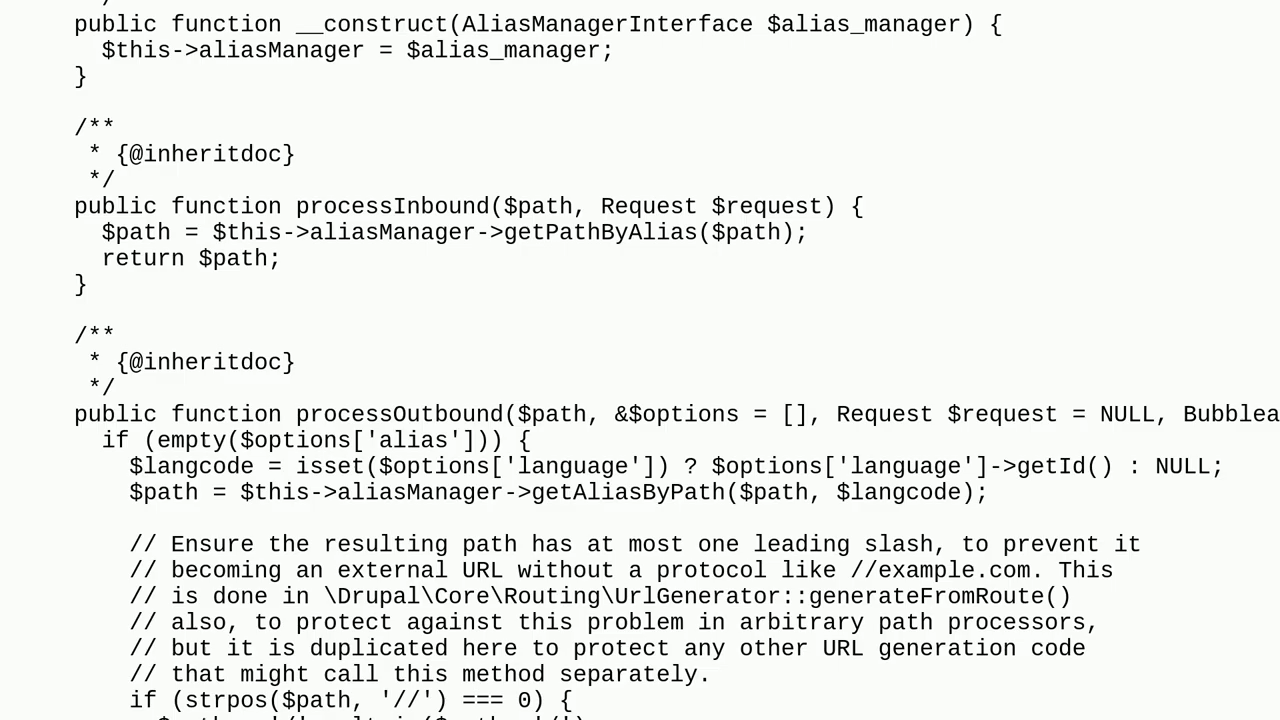 public function __construct(AliasManagerInterface $alias_manager) {
$this->aliasManager = $alias_manager;
}
/**
* {@inheritdoc}
*/
public function processInbound($path, Request $request) {
$path = $this->aliasManager->getPathByAlias($path);
return $path;
}
/**
* {@inheritdoc}
*/
public function processOutbound($path, &$options = [], Request $request = NULL, Bubblea
if (empty($options['alias'])) {
$langcode = isset($options['language']) ? $options['language']->getId() : NULL;
$path = $this->aliasManager->getAliasByPath($path, $langcode);
// Ensure the resulting path has at most one leading slash, to prevent it
// becoming an external URL without a protocol like //example.com. This
// is done in \Drupal\Core\Routing\UrlGenerator::generateFromRoute()
// also, to protect against this problem in arbitrary path processors,
// but it is duplicated here to protect any other URL generation code
// that might call this method separately.
if (strpos($path, '//') === 0) {